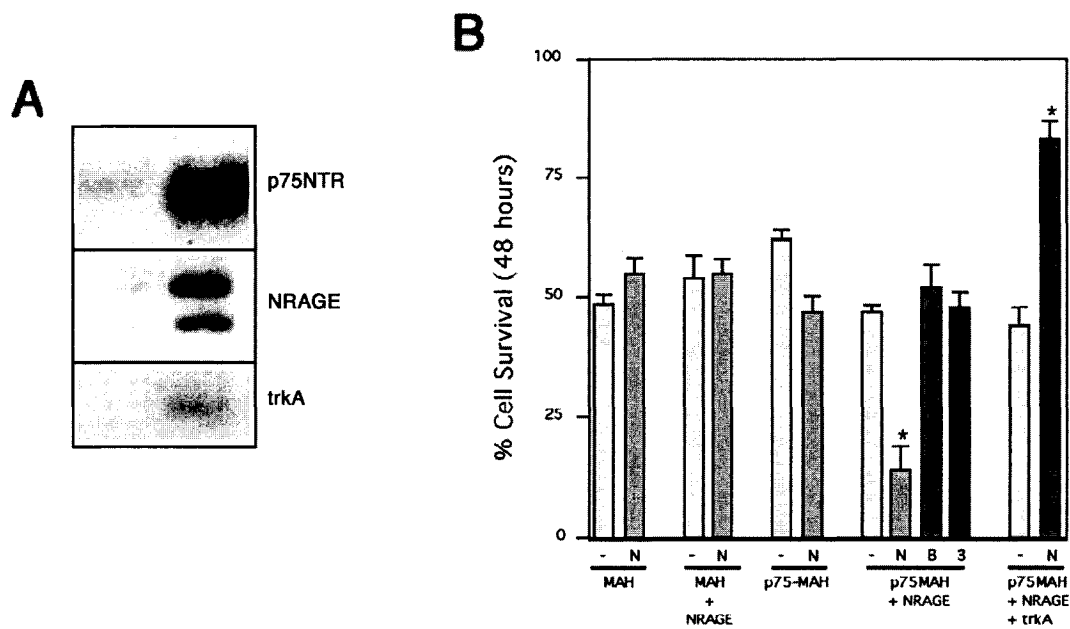 A
p75NTR
NRAGE
trkA
B
% Cell Survival (48 hours)
100
75
50
25
0
*
*
- N - N - N - N B 3 - N
MAH
MAH
+
NRAGE
p75-MAH
p75MAH
+ NRAGE
p75MAH
+ NRAGE
+ trkA